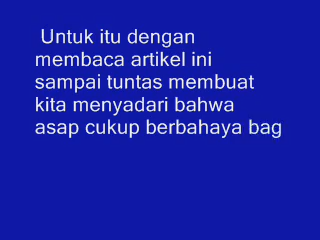 Untuk itu dengan
membaca artikel ini
sampai tuntas membuat
kita menyadari bahwa
asap cukup berbahaya bag